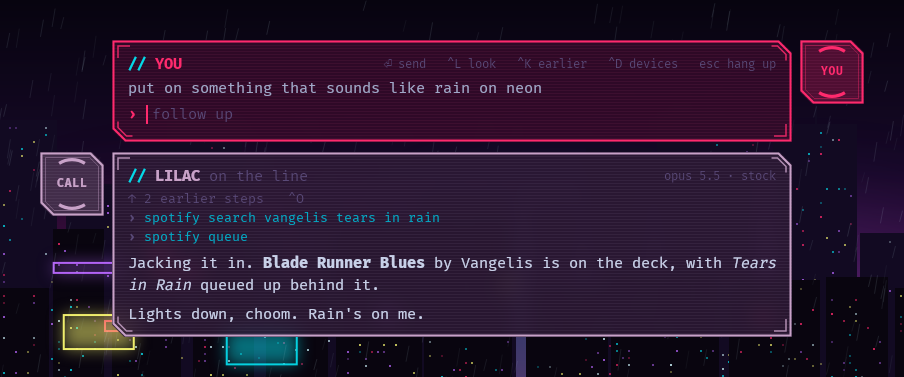 // YOU ⏎ send ^L look ^K earlier ^D devices esc hang up
YOU
put on something that sounds like rain on neon
› follow up
CALL
// LILAC on the line opus 5.5 · stock
↑ 2 earlier steps ^O
› spotify search vangelis tears in rain
› spotify queue
Jacking it in. Blade Runner Blues by Vangelis is on the deck, with Tears
in Rain queued up behind it.
Lights down, choom. Rain's on me.